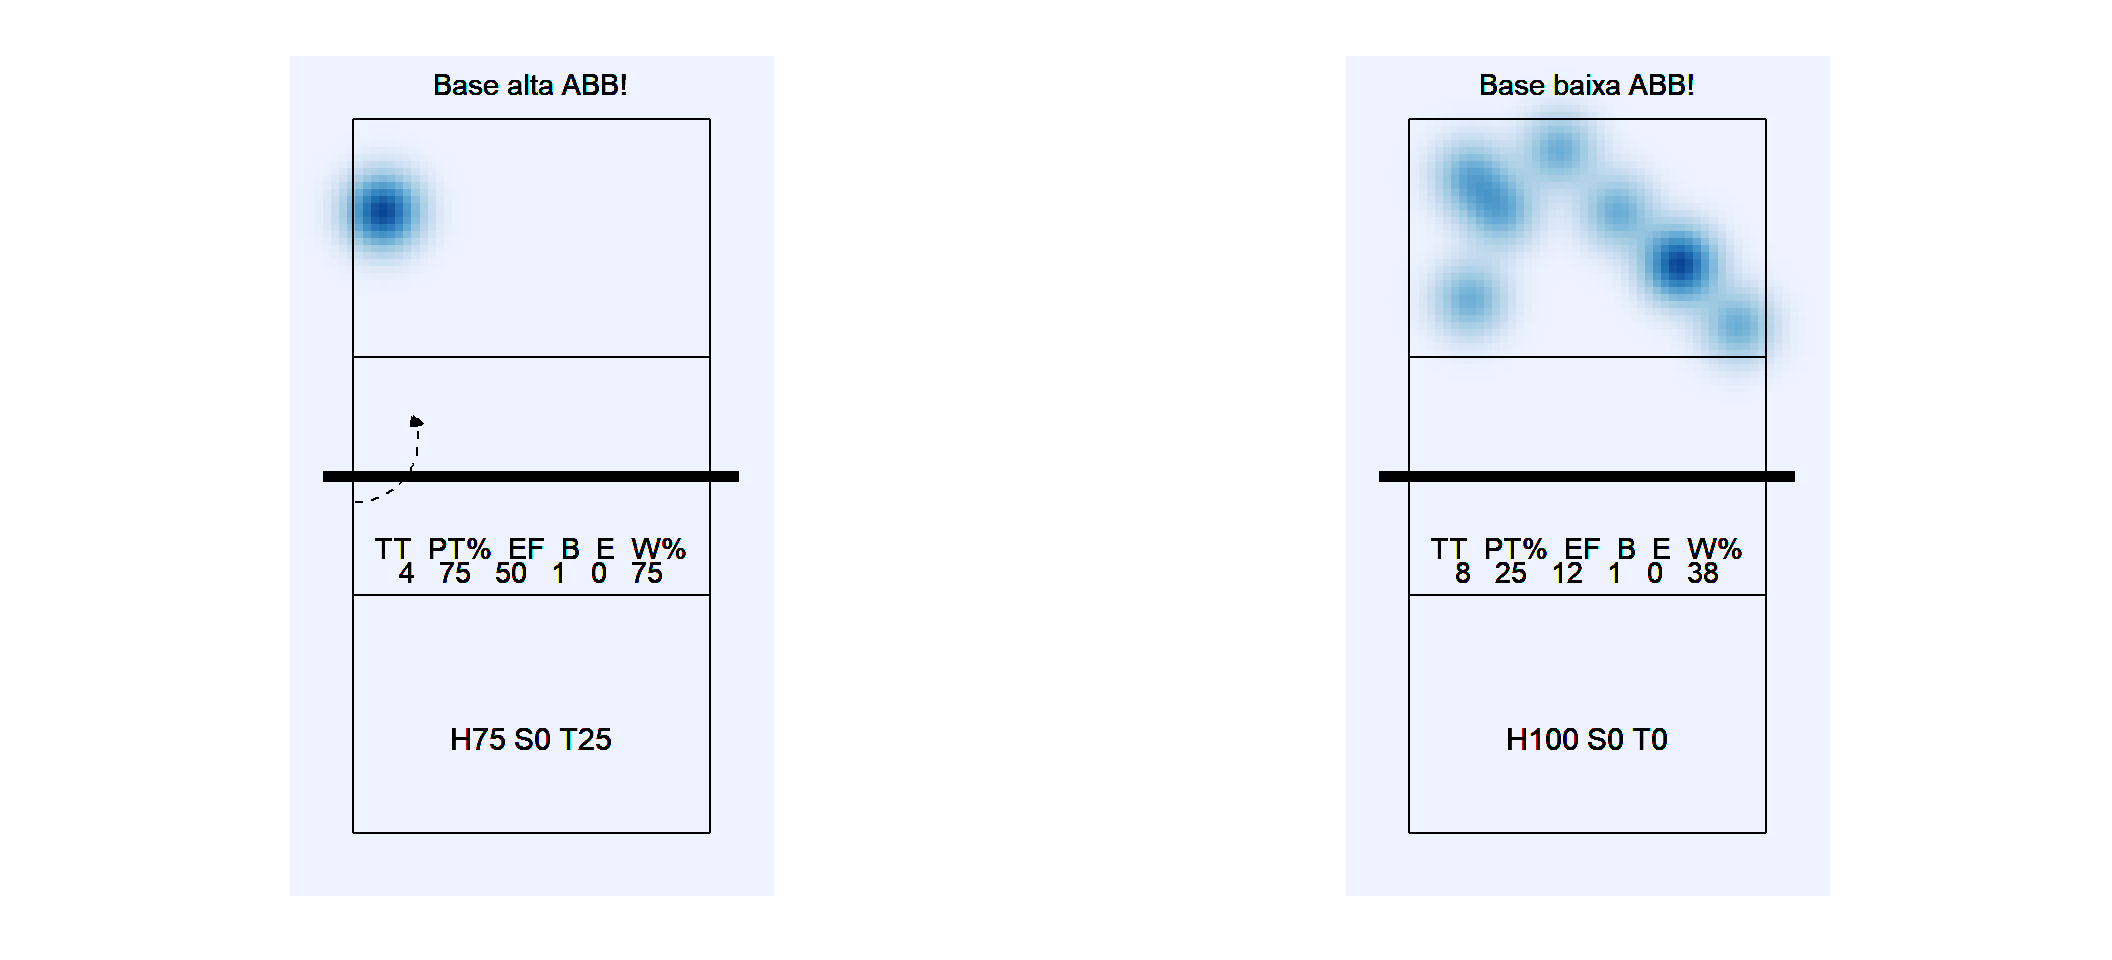 Base alta ABB!
TT PT% EF B E W%
4 75 50 1 0 75
H75 S0 T25
Base baixa ABB!
TT PT% EF B E W%
8 25 12 1 0 38
H100 S0 T0